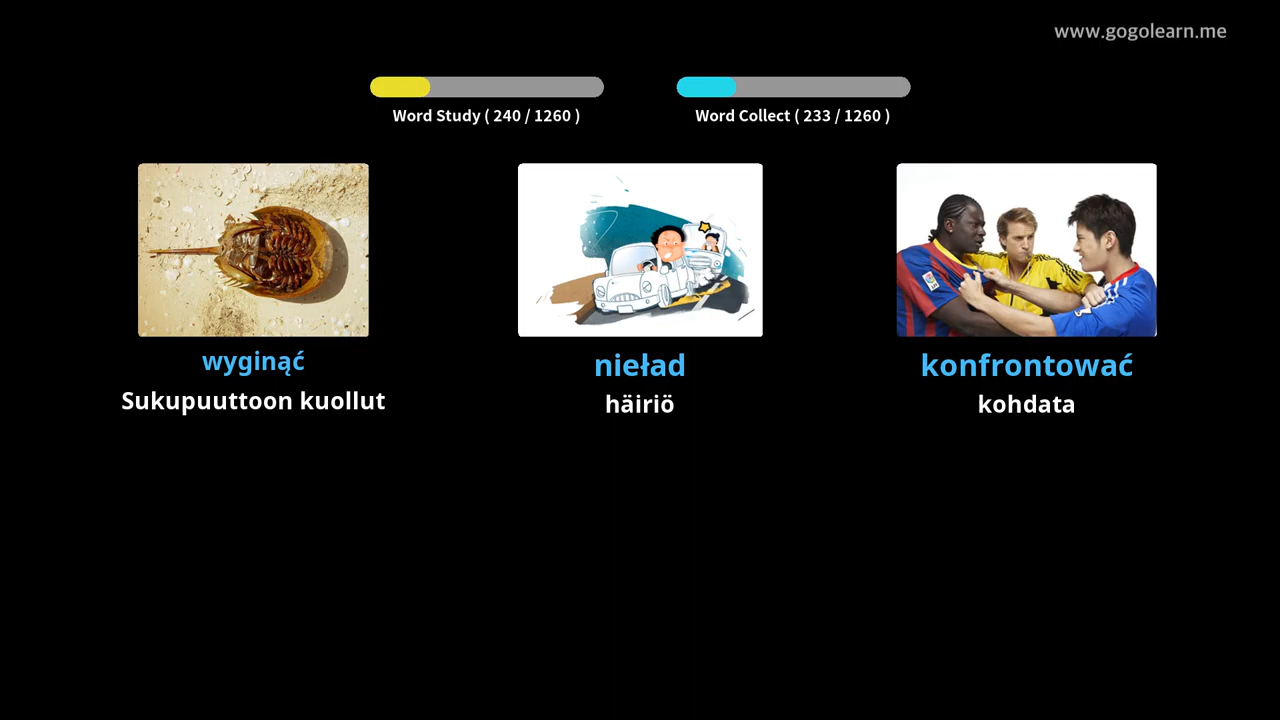 www.gogolearn.me
Word Study ( 240 / 1260 )
Word Collect ( 233 / 1260 )
wyginąć
Sukupuuttoon kuollut
nieład
häiriö
konfrontować
kohdata